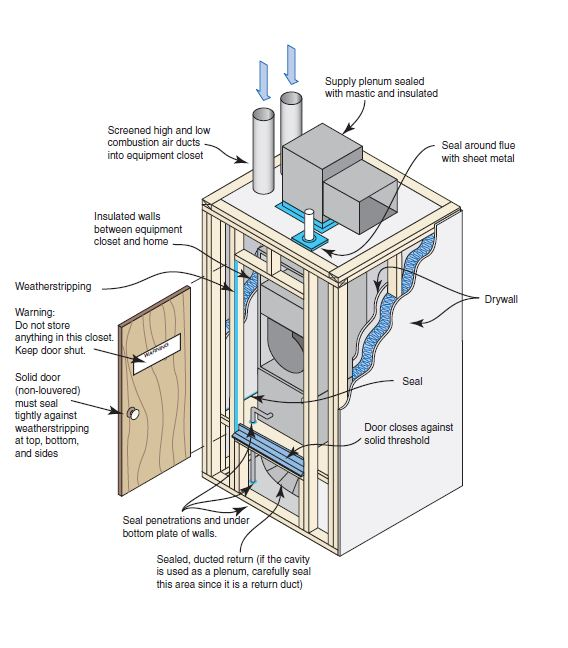 Supply plenum sealed
with mastic and insulated
Screened high and low
combustion air ducts
into equipment closet
Seal around flue
with sheet metal
Insulated walls
between equipment
closet and home
Weatherstripping
Drywall
Warning:
Do not store
anything in this closet.
Keep door shut.
WARNING
Solid door
(non-louvered)
must seal
tightly against
weatherstripping
at top, bottom,
and sides
Seal
Door closes against
solid threshold
Seal penetrations and under
bottom plate of walls.
Sealed, ducted return (if the cavity
is used as a plenum, carefully seal
this area since it is a return duct)